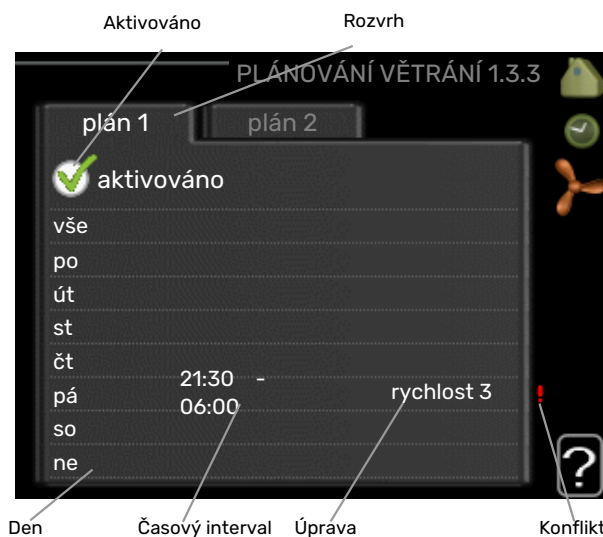 Aktivováno
Rozvrh
PLÁNOVÁNÍ VĚTRÁNÍ 1.3.3
plán 1
plán 2
aktivováno
vše
po
út
st
čt
pá
21:30 -
06:00
rychlost 3
!
so
ne
?
Den
Časový interval
Úprava
Konflikt